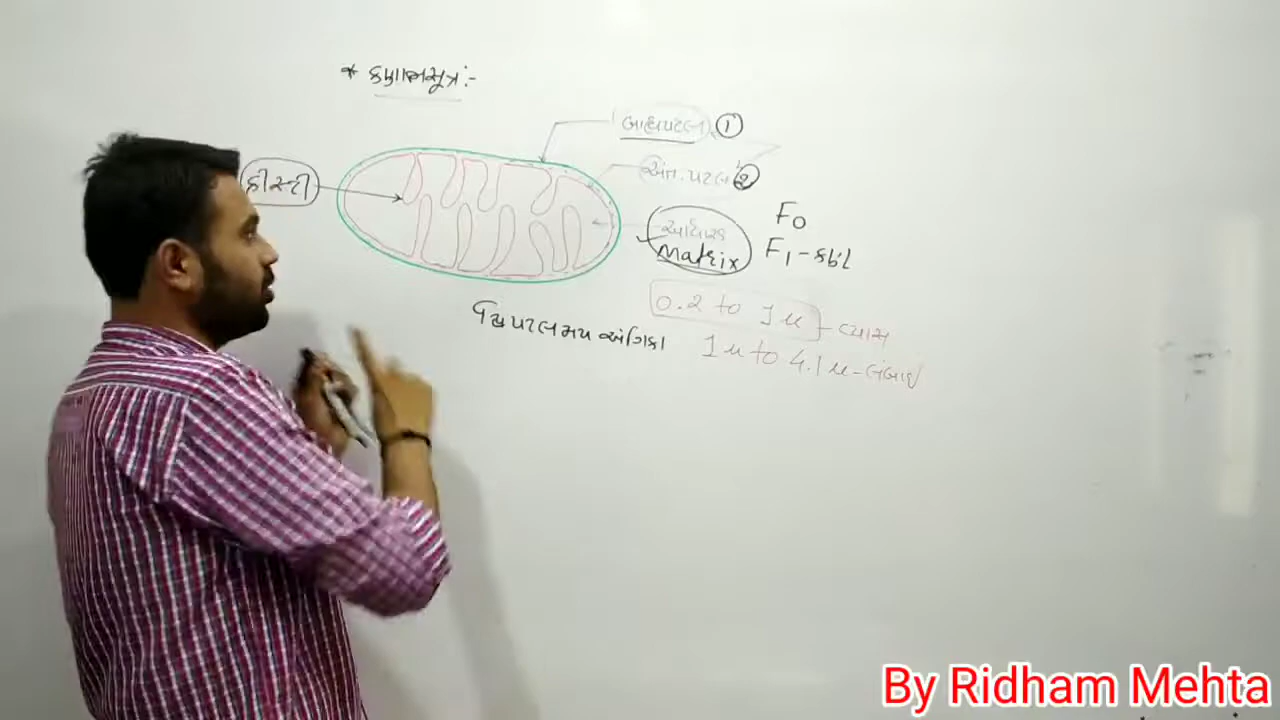 * કણાભસૂત્ર :-
બાહ્યપટલ ①
અંત:પટલ ②
ક્રીસ્ટી
આધારક
Matrix
F0
F1-કણ
દ્વિપટલમય અંગિકા
0.2 to 1 µ - વ્યાસ
1 µ to 4.1 µ - લંબાઈ
By Ridham Mehta